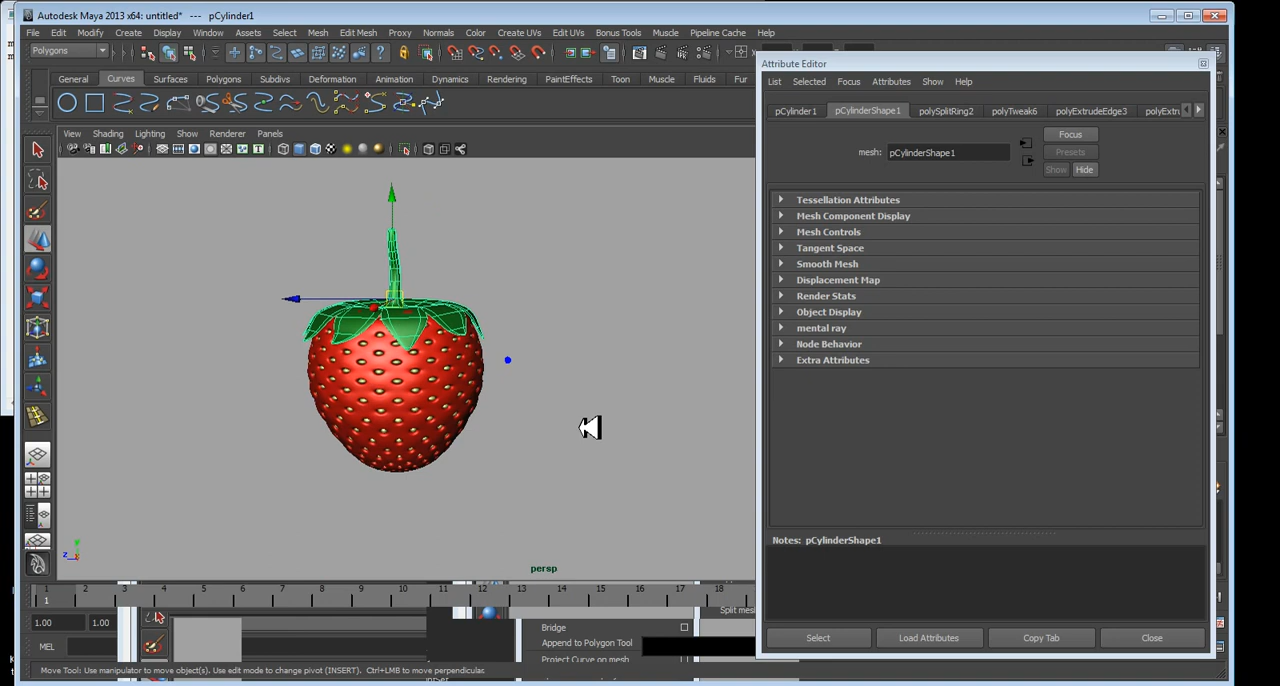 Autodesk Maya 2013 x64: untitled*   ---   pCylinder1
File Edit Modify Create Display Window Assets Select Mesh Edit Mesh Proxy Normals Color Create UVs Edit UVs Bonus Tools Muscle Pipeline Cache Help
Polygons
General Curves Surfaces Polygons Subdivs Deformation Animation Dynamics Rendering PaintEffects Toon Muscle Fluids Fur
View Shading Lighting Show Renderer Panels
z
persp
1 2 3 4 5 6 7 8 9 10 11 12 13 14 15 16 17 18
1
1.00 1.00
Split mesh
Bridge
Append to Polygon Tool
Project Curve on mesh
MEL
Move Tool: Use manipulator to move object(s). Use edit mode to change pivot (INSERT).  Ctrl+LMB to move perpendicular.
Attribute Editor
List Selected Focus Attributes Show Help
pCylinder1 pCylinderShape1 polySplitRing2 polyTweak6 polyExtrudeEdge3 polyExtru
Focus
mesh: pCylinderShape1
Presets
Show Hide
Tessellation Attributes
Mesh Component Display
Mesh Controls
Tangent Space
Smooth Mesh
Displacement Map
Render Stats
Object Display
mental ray
Node Behavior
Extra Attributes
Notes: pCylinderShape1
Select Load Attributes Copy Tab Close